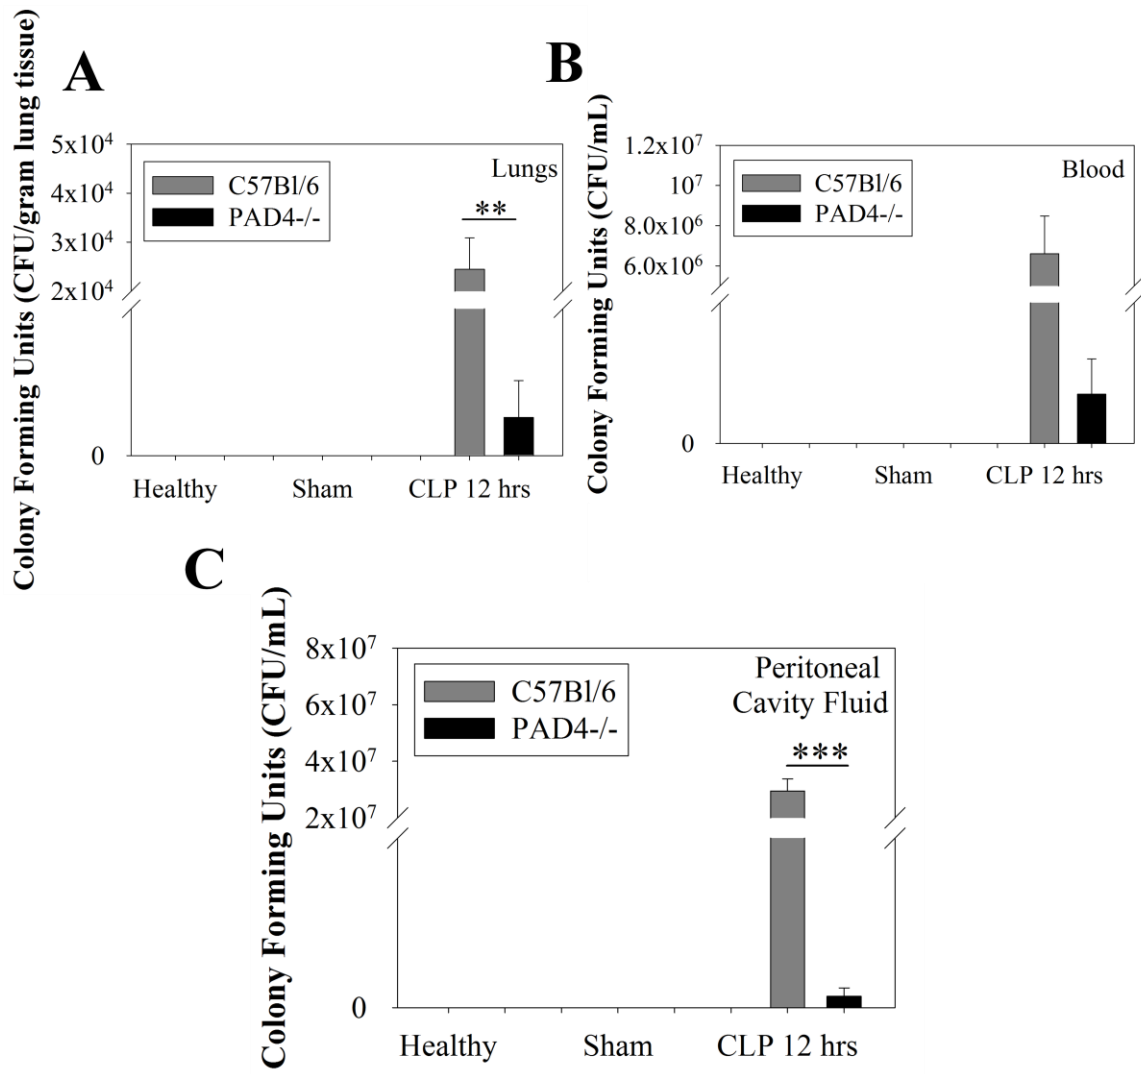 A
Colony Forming Units (CFU/gram lung tissue)
5x10⁴
4x10⁴
3x10⁴
2x10⁴
0
C57Bl/6
PAD4-/-
Lungs
**
Healthy
Sham
CLP 12 hrs
B
Colony Forming Units (CFU/mL)
1.2x10⁷
10⁷
8.0x10⁶
6.0x10⁶
0
C57Bl/6
PAD4-/-
Blood
Healthy
Sham
CLP 12 hrs
C
Colony Forming Units (CFU/mL)
8x10⁷
6x10⁷
4x10⁷
2x10⁷
0
C57Bl/6
PAD4-/-
Peritoneal
Cavity Fluid
***
Healthy
Sham
CLP 12 hrs